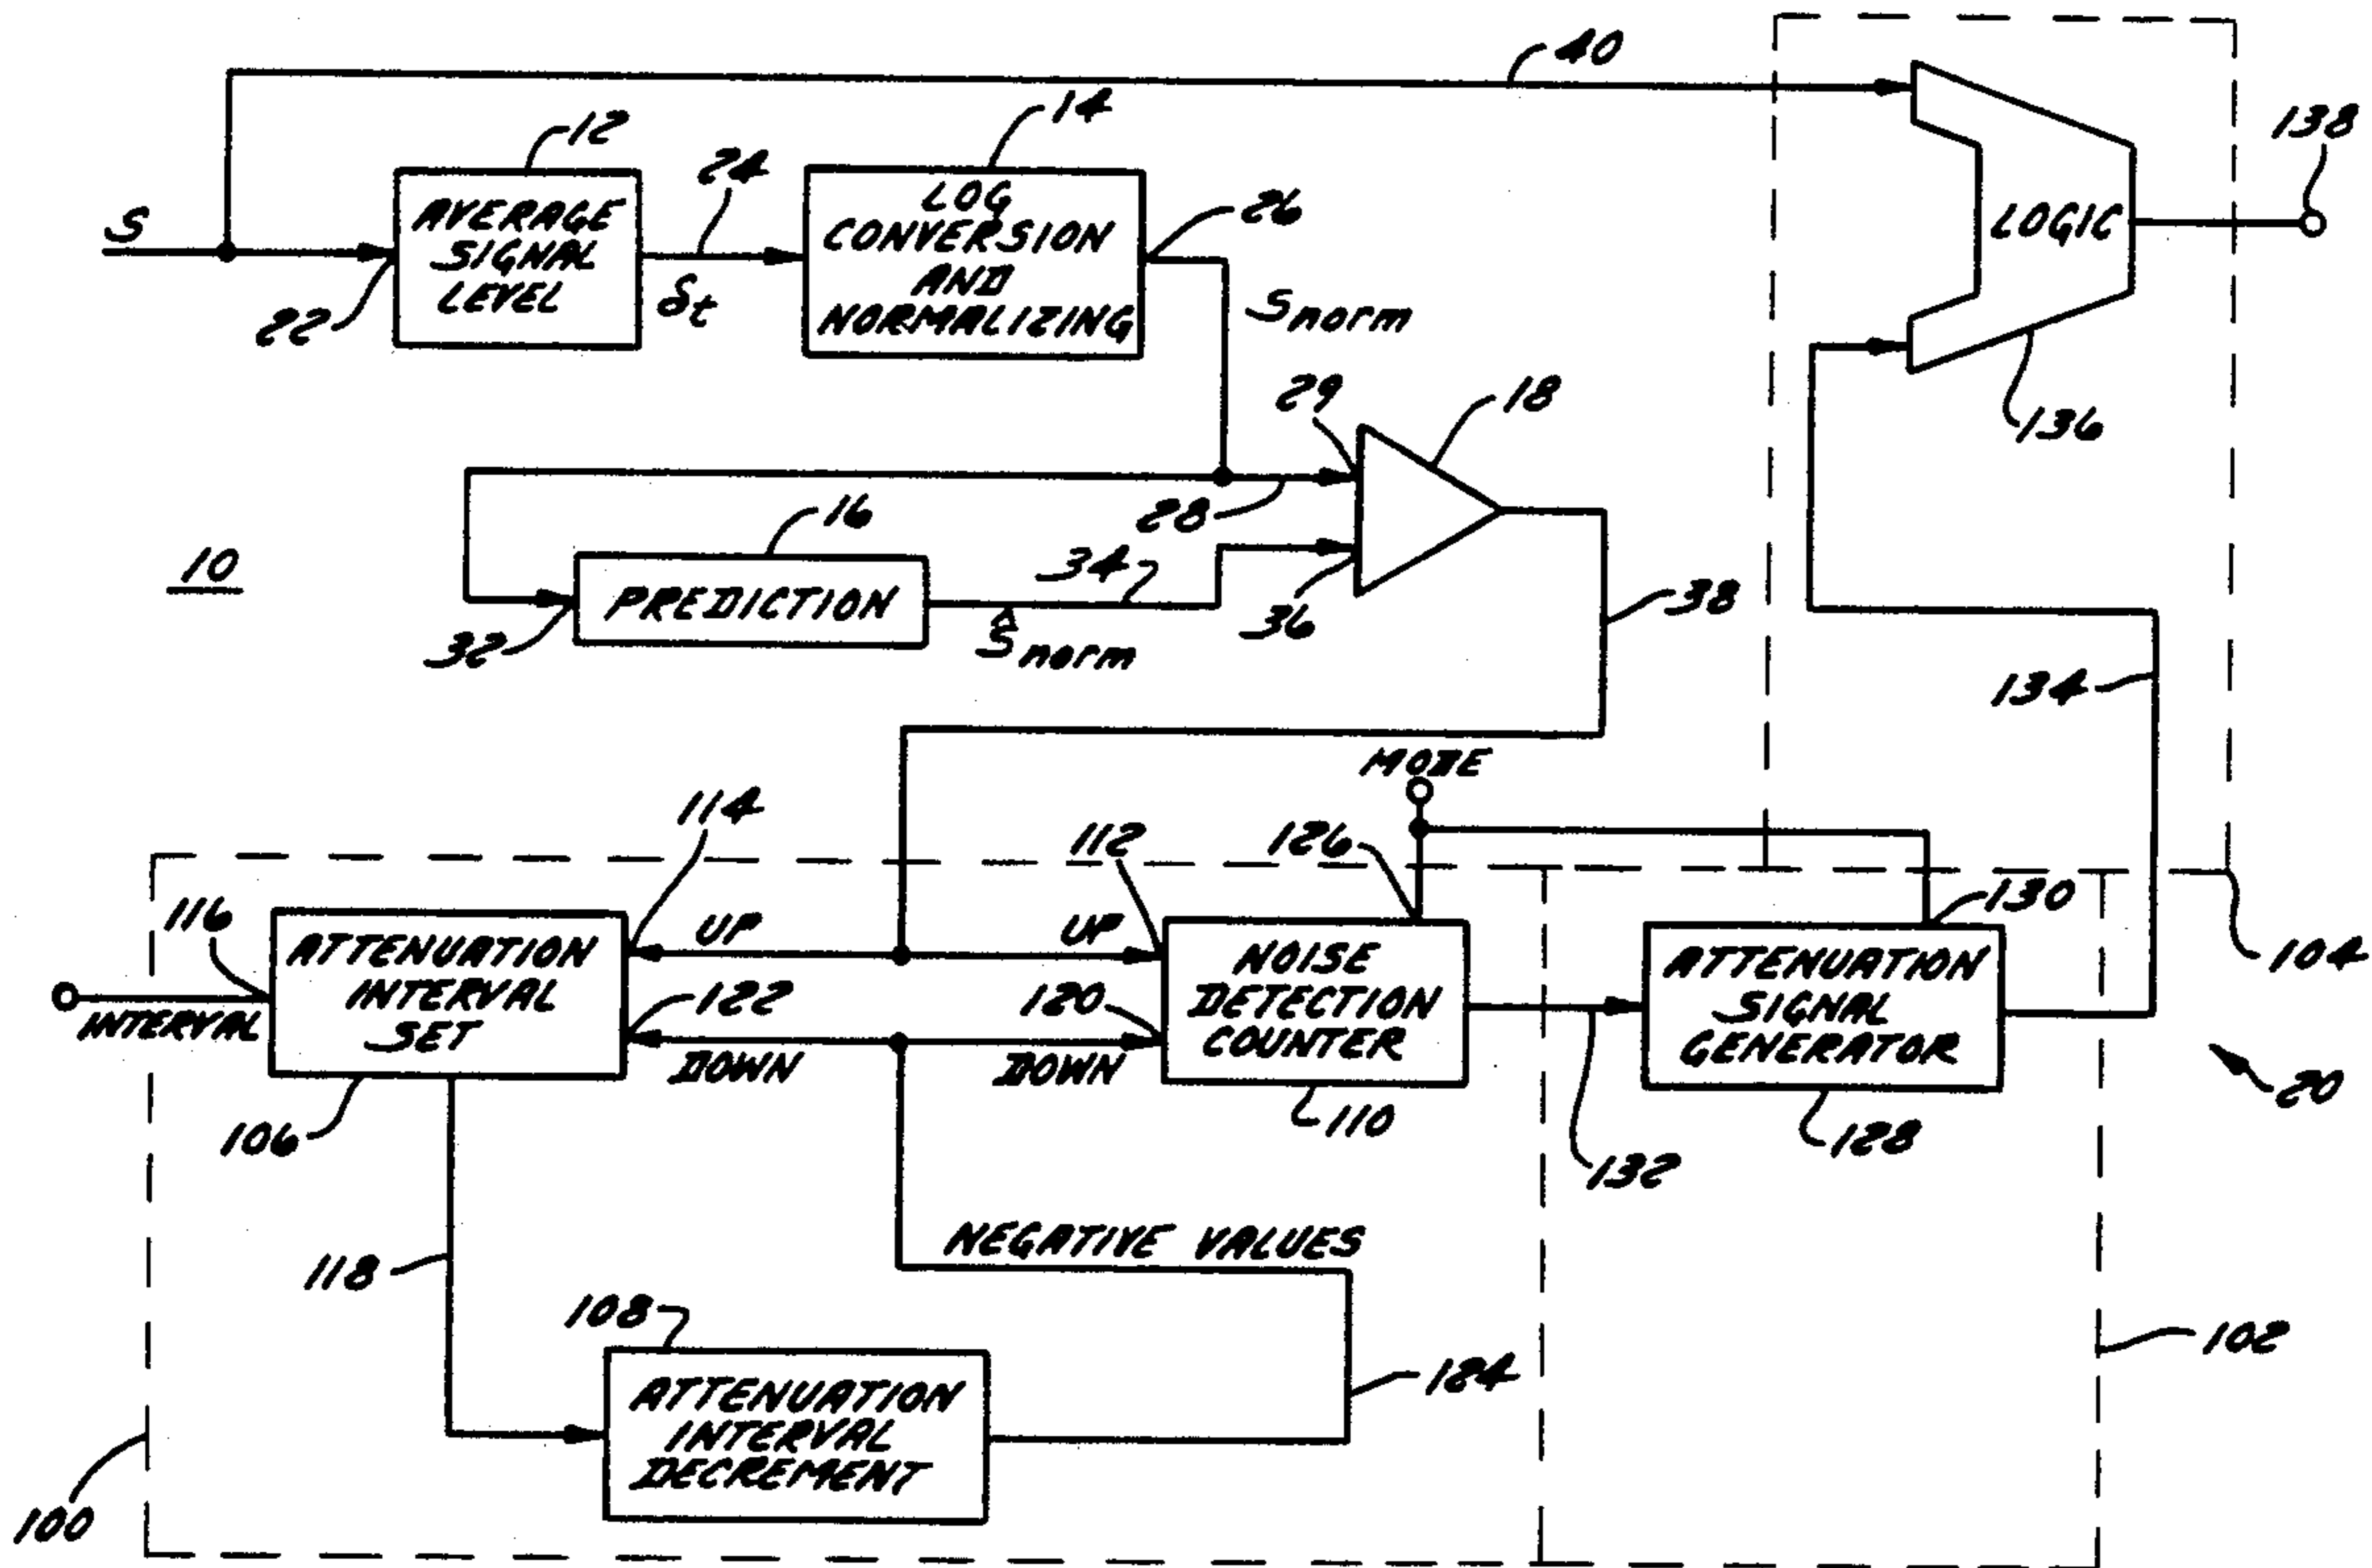 40
138
12
24
14
S
AVERAGE
SIGNAL
LEVEL
22
δt
LOG
CONVERSION
AND
NORMALIZING
26
Snorm
LOGIC
136
29
18
28
16
10
PREDICTION
32
34
Ŝnorm
36
38
134
MODE
114
112
126
116
INTERVAL
ATTENUATION
INTERVAL
SET
106
UP
UP
122
120
DOWN
DOWN
NOISE
DETECTION
COUNTER
110
130
ATTENUATION
SIGNAL
GENERATOR
128
132
104
20
118
NEGATIVE VALUES
108
ATTENUATION
INTERVAL
DECREMENT
124
102
100